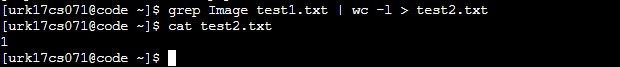 [urk17cs071@code ~]$ grep Image test1.txt | wc -l > test2.txt
[urk17cs071@code ~]$ cat test2.txt
1
[urk17cs071@code ~]$